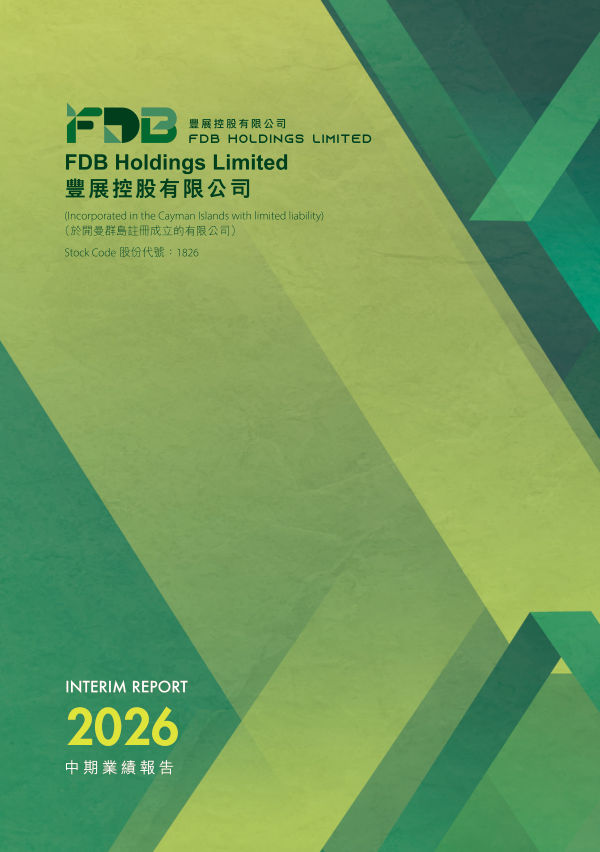 豐展控股有限公司
FDB HOLDINGS LIMITED
FDB Holdings Limited
豐展控股有限公司
(Incorporated in the Cayman Islands with limited liability)
(於開曼群島註冊成立的有限公司)
Stock Code 股份代號：1826
INTERIM REPORT
2026
中期業績報告